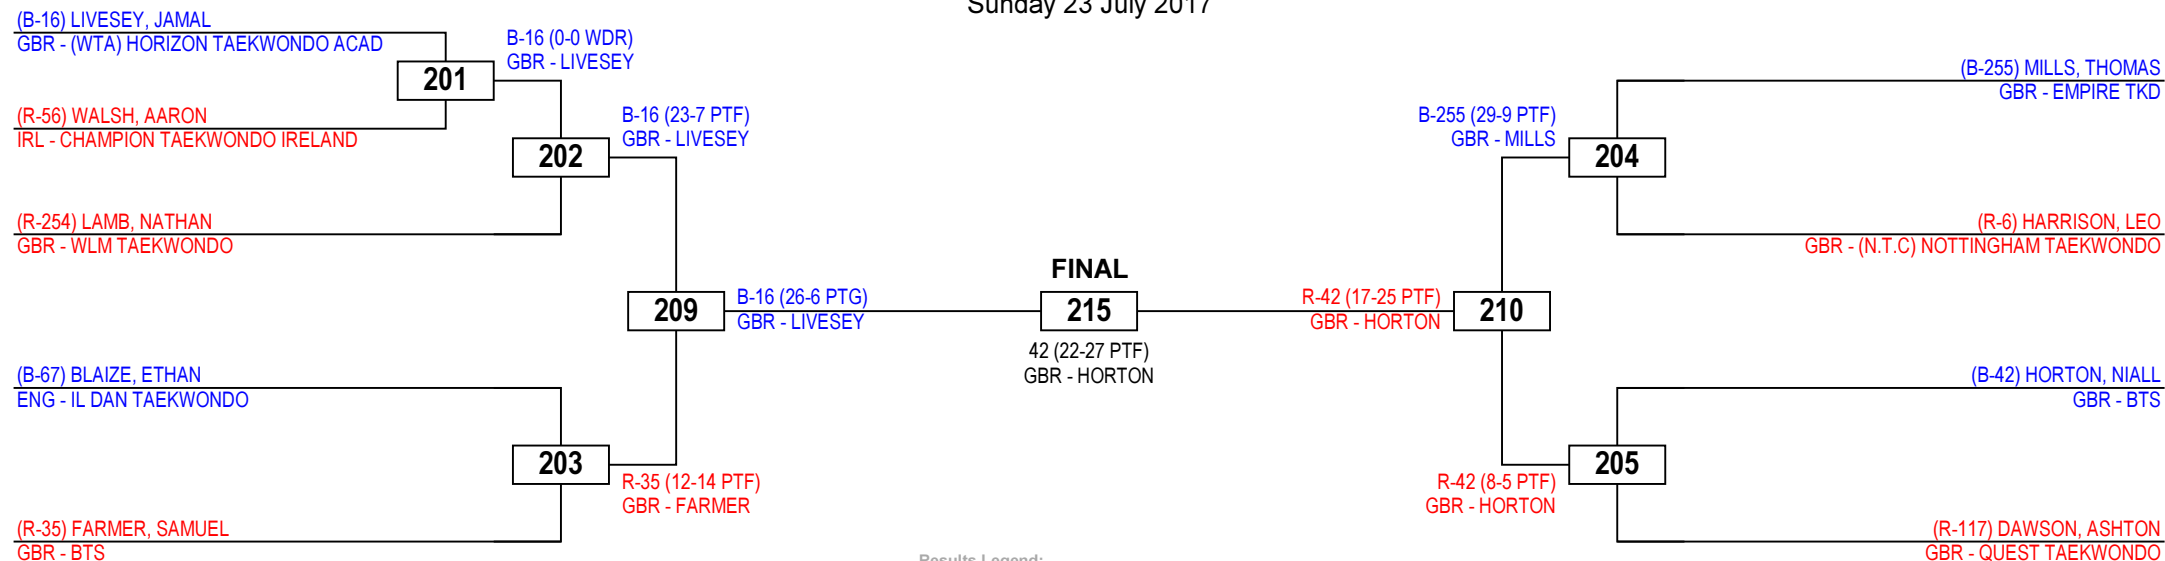 Sunday 23 July 2017
(B-16) LIVESEY, JAMAL
GBR - (WTA) HORIZON TAEKWONDO ACAD
201
(R-56) WALSH, AARON
IRL - CHAMPION TAEKWONDO IRELAND
B-16 (0-0 WDR)
GBR - LIVESEY
202
(R-254) LAMB, NATHAN
GBR - WLM TAEKWONDO
B-16 (23-7 PTF)
GBR - LIVESEY
209
B-16 (26-6 PTG)
GBR - LIVESEY
(B-67) BLAIZE, ETHAN
ENG - IL DAN TAEKWONDO
203
(R-35) FARMER, SAMUEL
GBR - BTS
R-35 (12-14 PTF)
GBR - FARMER
FINAL
215
42 (22-27 PTF)
GBR - HORTON
R-42 (17-25 PTF)
GBR - HORTON
210
B-255 (29-9 PTF)
GBR - MILLS
204
(B-255) MILLS, THOMAS
GBR - EMPIRE TKD
(R-6) HARRISON, LEO
GBR - (N.T.C) NOTTINGHAM TAEKWONDO
R-42 (8-5 PTF)
GBR - HORTON
205
(B-42) HORTON, NIALL
GBR - BTS
(R-117) DAWSON, ASHTON
GBR - QUEST TAEKWONDO
Results Legend: